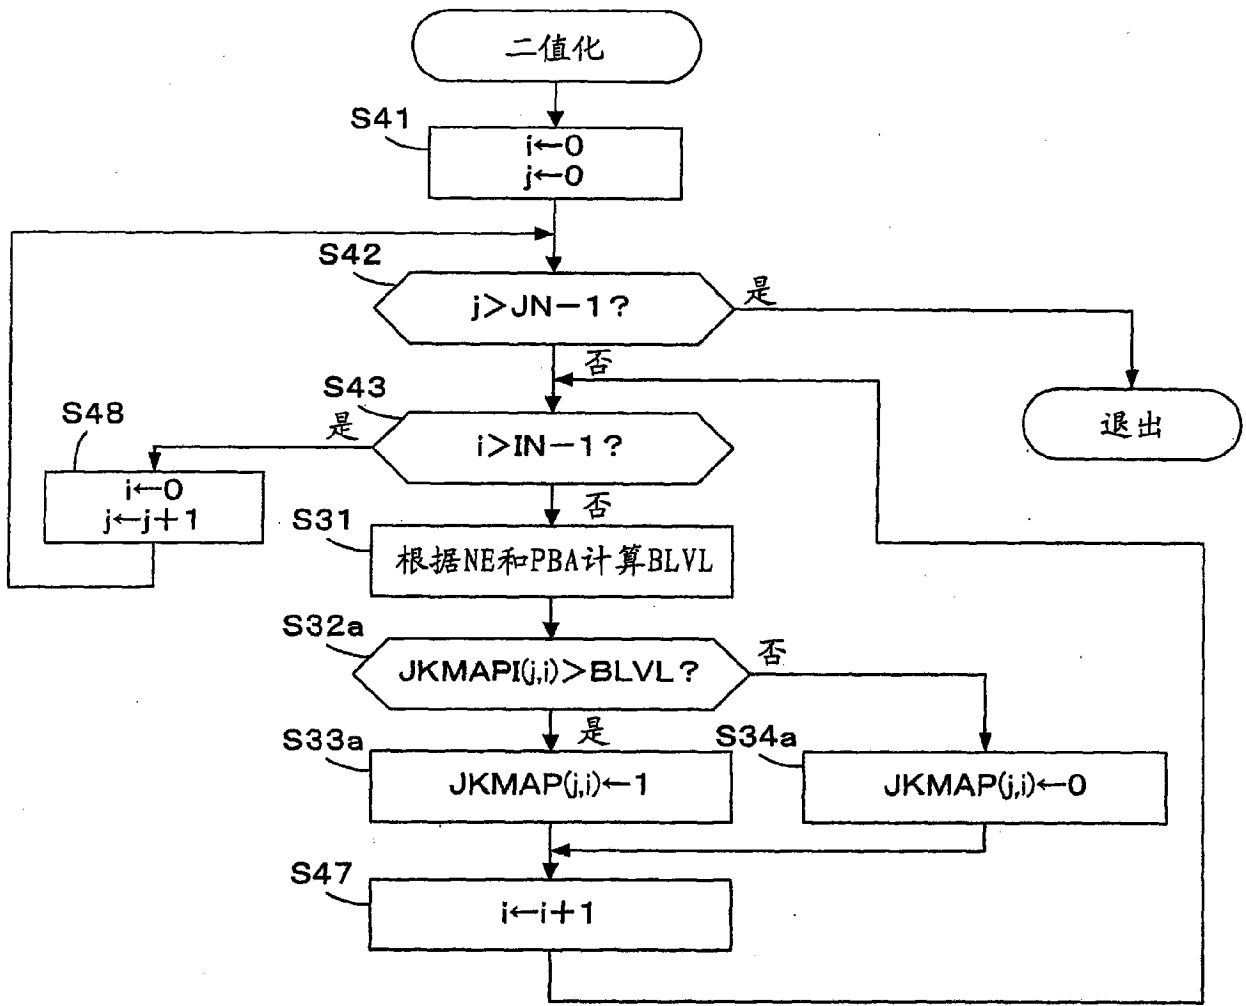 二值化
S41
i←0
j←0
S42
j>JN-1?
是
否
S43
i>IN-1?
是
退出
S48
i←0
j←j+1
否
S31
根据NE和PBA计算BLVL
S32a
JKMAPI(j,i)>BLVL?
否
是
S33a
JKMAP(j,i)←1
S34a
JKMAP(j,i)←0
S47
i←i+1